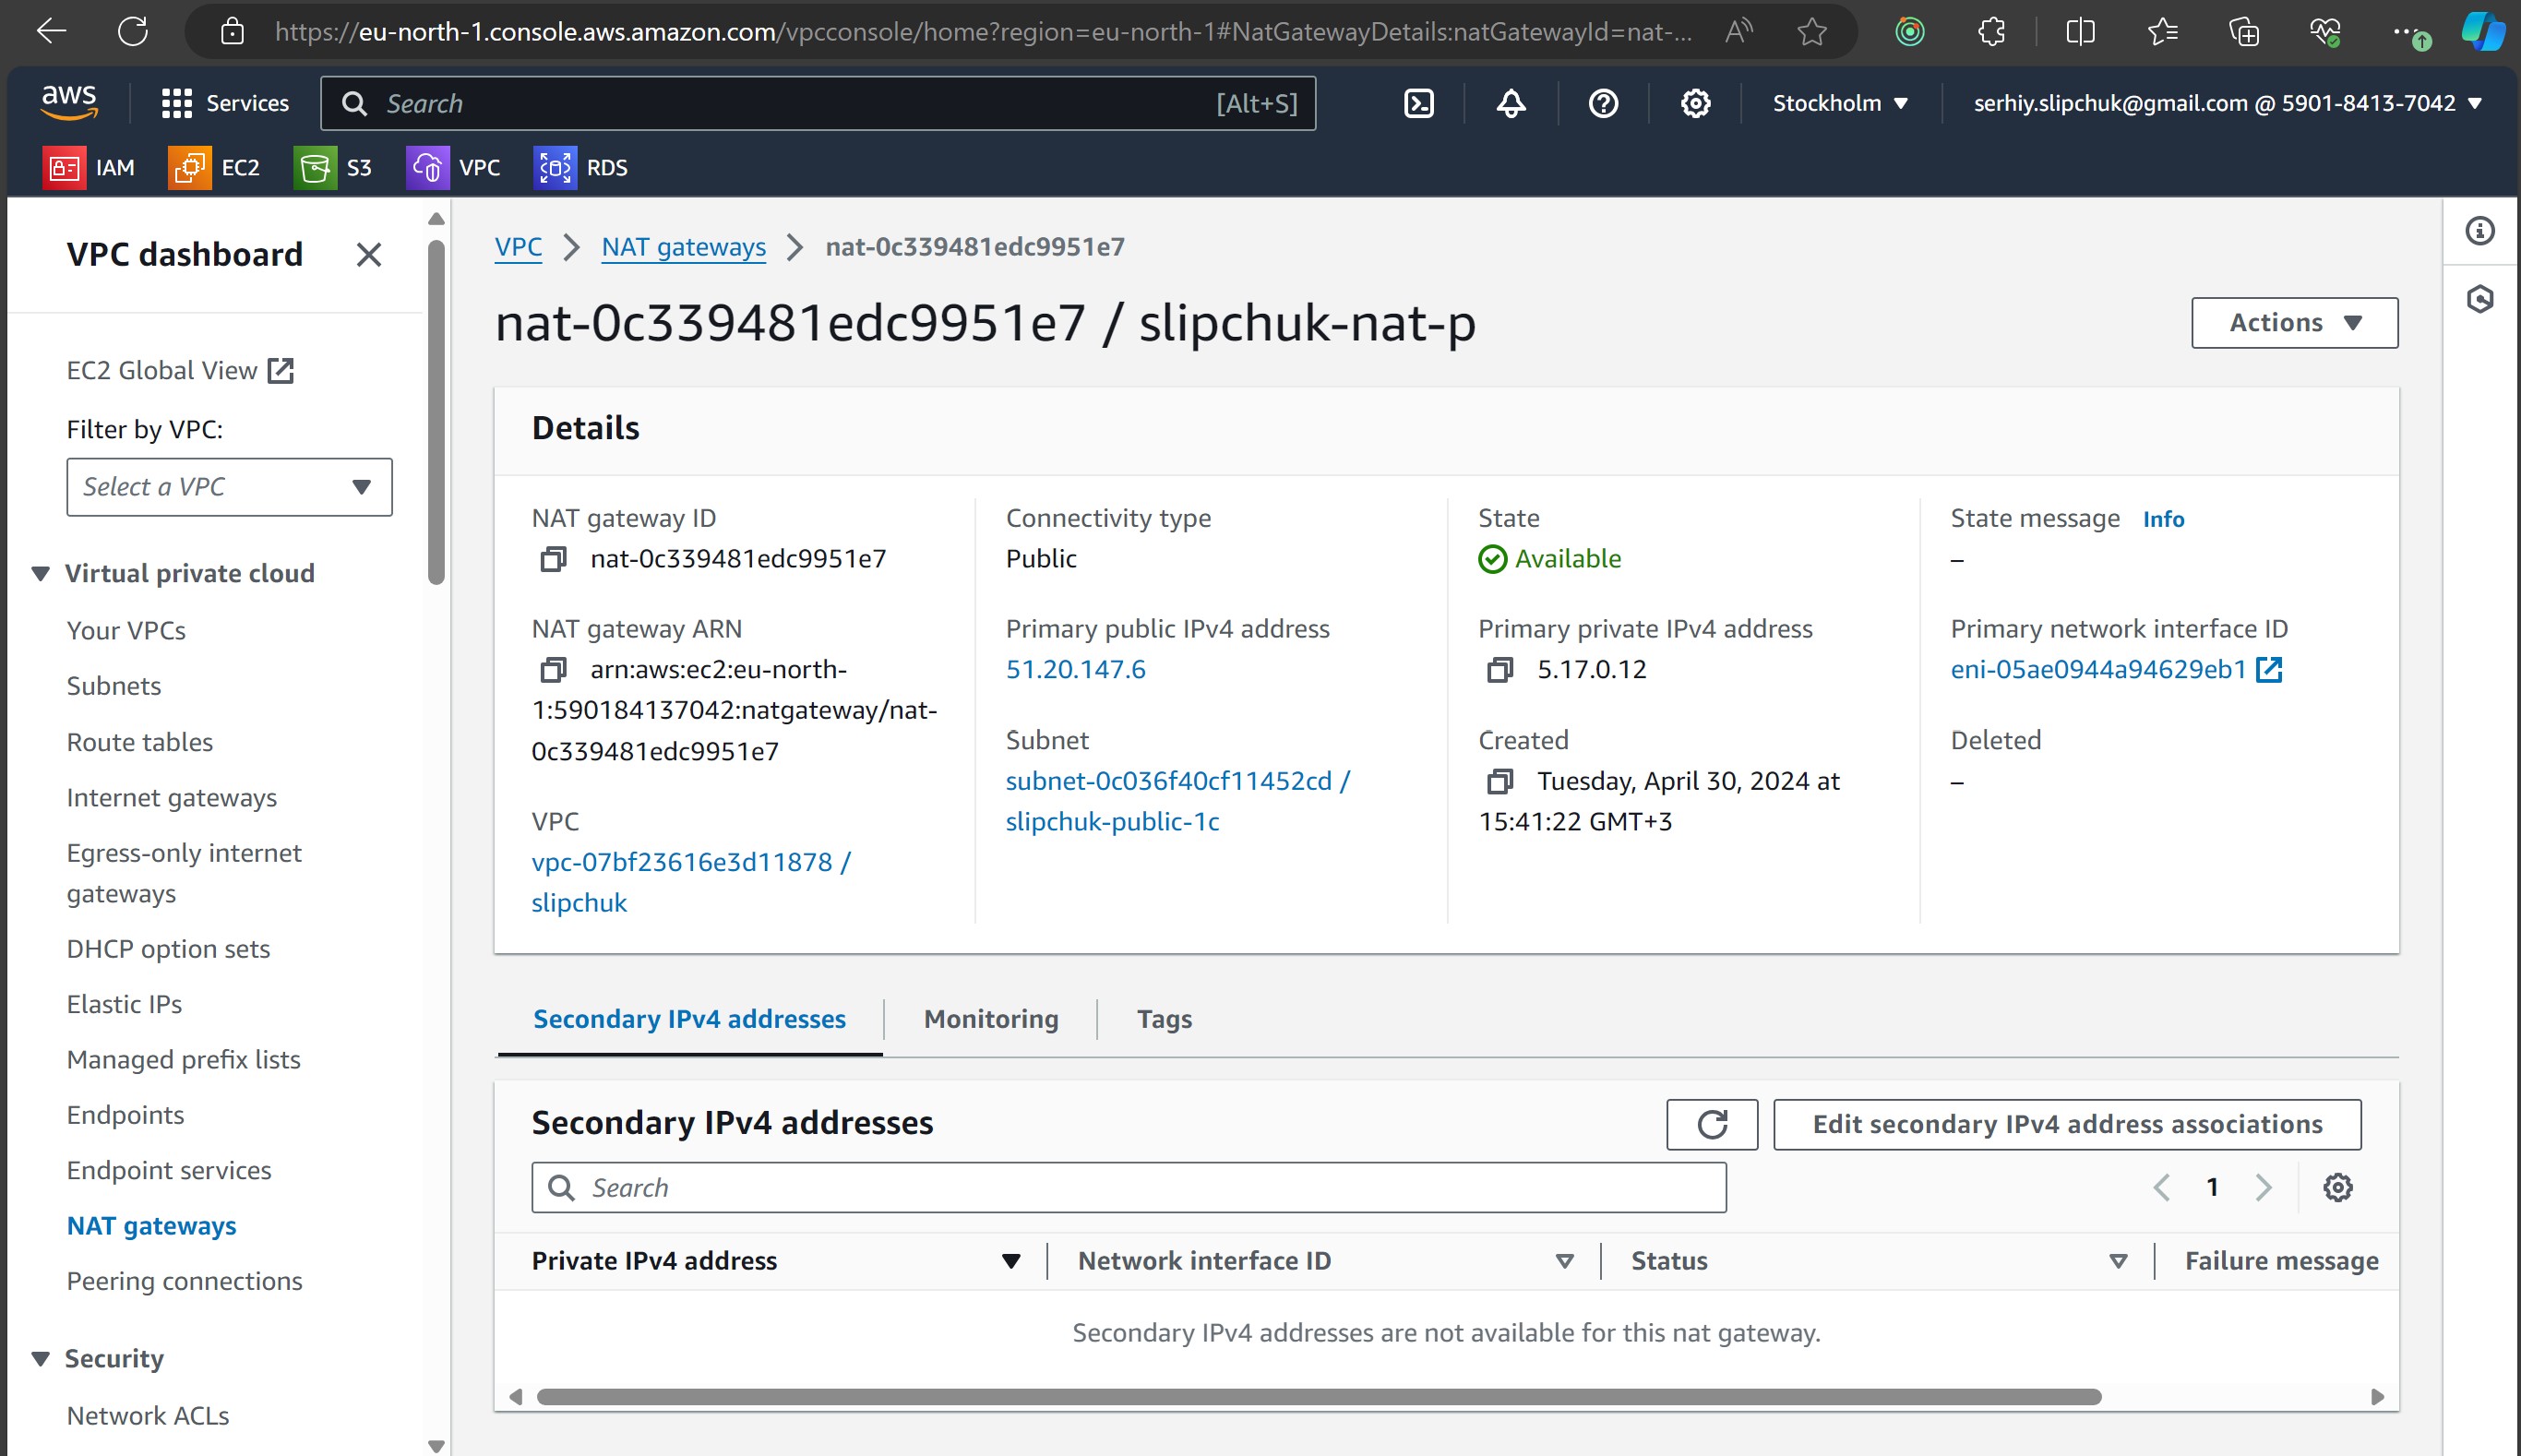 https://eu-north-1.console.aws.amazon.com/vpcconsole/home?region=eu-north-1#NatGatewayDetails:natGatewayId=nat-...
aws
Services
Search
[Alt+S]
Stockholm
serhiy.slipchuk@gmail.com @ 5901-8413-7042
IAM
EC2
S3
VPC
RDS
VPC dashboard
EC2 Global View
Filter by VPC:
Select a VPC
Virtual private cloud
Your VPCs
Subnets
Route tables
Internet gateways
Egress-only internet
gateways
DHCP option sets
Elastic IPs
Managed prefix lists
Endpoints
Endpoint services
NAT gateways
Peering connections
Security
Network ACLs
VPC
NAT gateways
nat-0c339481edc9951e7
nat-0c339481edc9951e7 / slipchuk-nat-p
Actions
Details
NAT gateway ID
nat-0c339481edc9951e7
Connectivity type
Public
State
Available
State message Info
–
NAT gateway ARN
arn:aws:ec2:eu-north-
1:590184137042:natgateway/nat-
0c339481edc9951e7
Primary public IPv4 address
51.20.147.6
Primary private IPv4 address
5.17.0.12
Primary network interface ID
eni-05ae0944a94629eb1
VPC
vpc-07bf23616e3d11878 /
slipchuk
Subnet
subnet-0c036f40cf11452cd /
slipchuk-public-1c
Created
Tuesday, April 30, 2024 at
15:41:22 GMT+3
Deleted
–
Secondary IPv4 addresses
Monitoring
Tags
Secondary IPv4 addresses
Edit secondary IPv4 address associations
Search
1
Private IPv4 address
Network interface ID
Status
Failure message
Secondary IPv4 addresses are not available for this nat gateway.